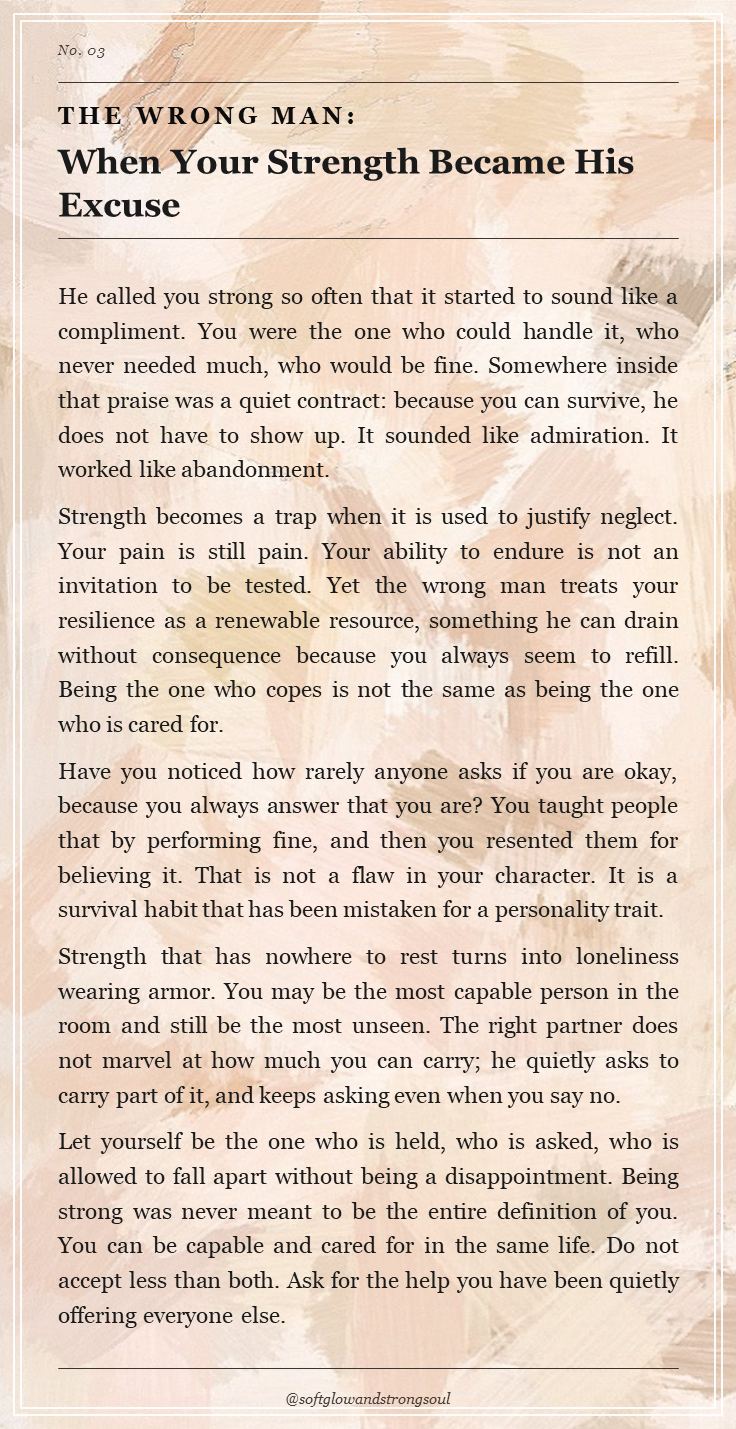 No. 03
THE WRONG MAN:
When Your Strength Became His
Excuse
He called you strong so often that it started to sound like a
compliment. You were the one who could handle it, who
never needed much, who would be fine. Somewhere inside
that praise was a quiet contract: because you can survive, he
does not have to show up. It sounded like admiration. It
worked like abandonment.
Strength becomes a trap when it is used to justify neglect.
Your pain is still pain. Your ability to endure is not an
invitation to be tested. Yet the wrong man treats your
resilience as a renewable resource, something he can drain
without consequence because you always seem to refill.
Being the one who copes is not the same as being the one
who is cared for.
Have you noticed how rarely anyone asks if you are okay,
because you always answer that you are? You taught people
that by performing fine, and then you resented them for
believing it. That is not a flaw in your character. It is a
survival habit that has been mistaken for a personality trait.
Strength that has nowhere to rest turns into loneliness
wearing armor. You may be the most capable person in the
room and still be the most unseen. The right partner does
not marvel at how much you can carry; he quietly asks to
carry part of it, and keeps asking even when you say no.
Let yourself be the one who is held, who is asked, who is
allowed to fall apart without being a disappointment. Being
strong was never meant to be the entire definition of you.
You can be capable and cared for in the same life. Do not
accept less than both. Ask for the help you have been quietly
offering everyone else.
@softglowandstrongsoul